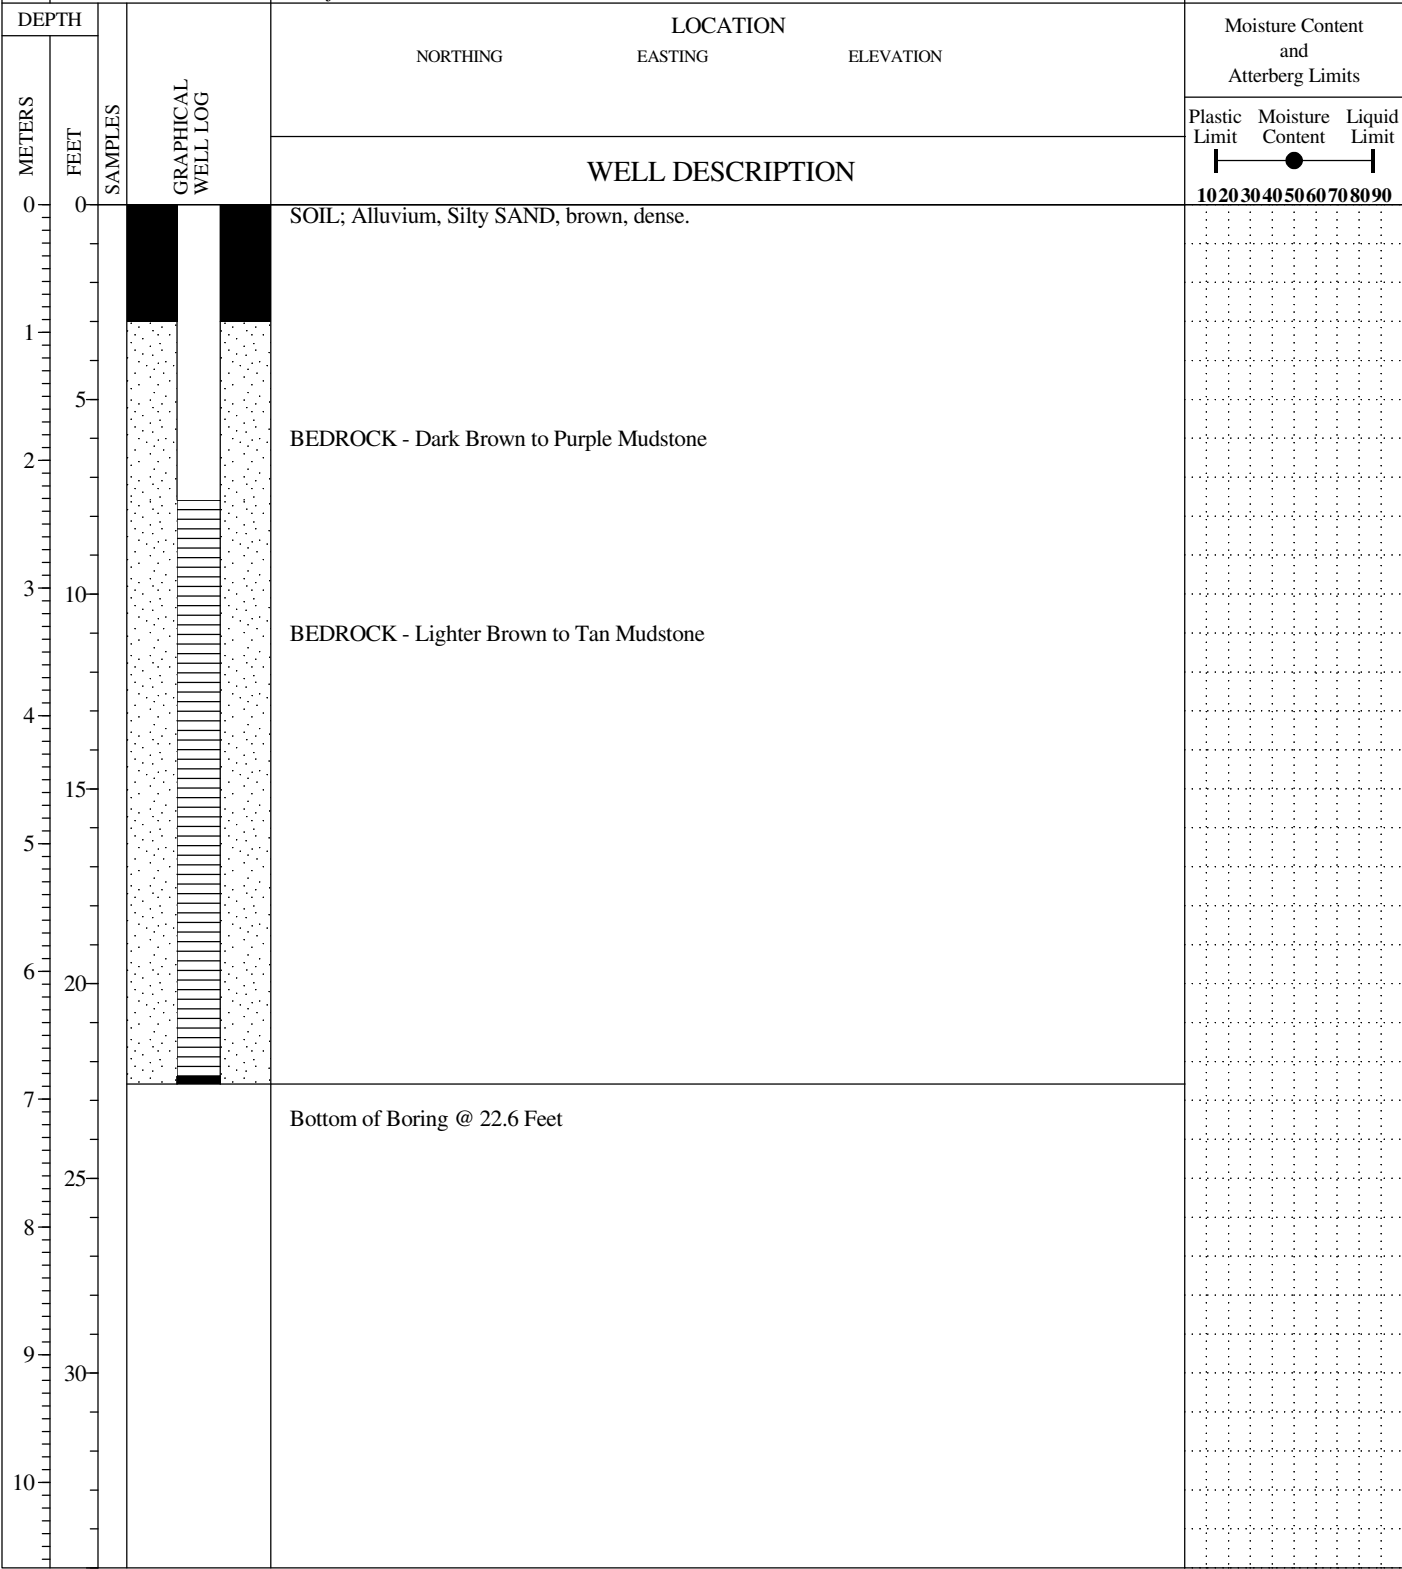 DEPTH
LOCATION
Moisture Content
and
Atterberg Limits
NORTHING EASTING ELEVATION
METERS
FEET
SAMPLES
GRAPHICAL
WELL LOG
Plastic Moisture Liquid
Limit Content Limit
WELL DESCRIPTION
10 20 30 40 50 60 70 80 90
0 0
SOIL; Alluvium, Silty SAND, brown, dense.
1
5
BEDROCK - Dark Brown to Purple Mudstone
2
3
10
BEDROCK - Lighter Brown to Tan Mudstone
4
15
5
6
20
7
Bottom of Boring @ 22.6 Feet
25
8
9
30
10